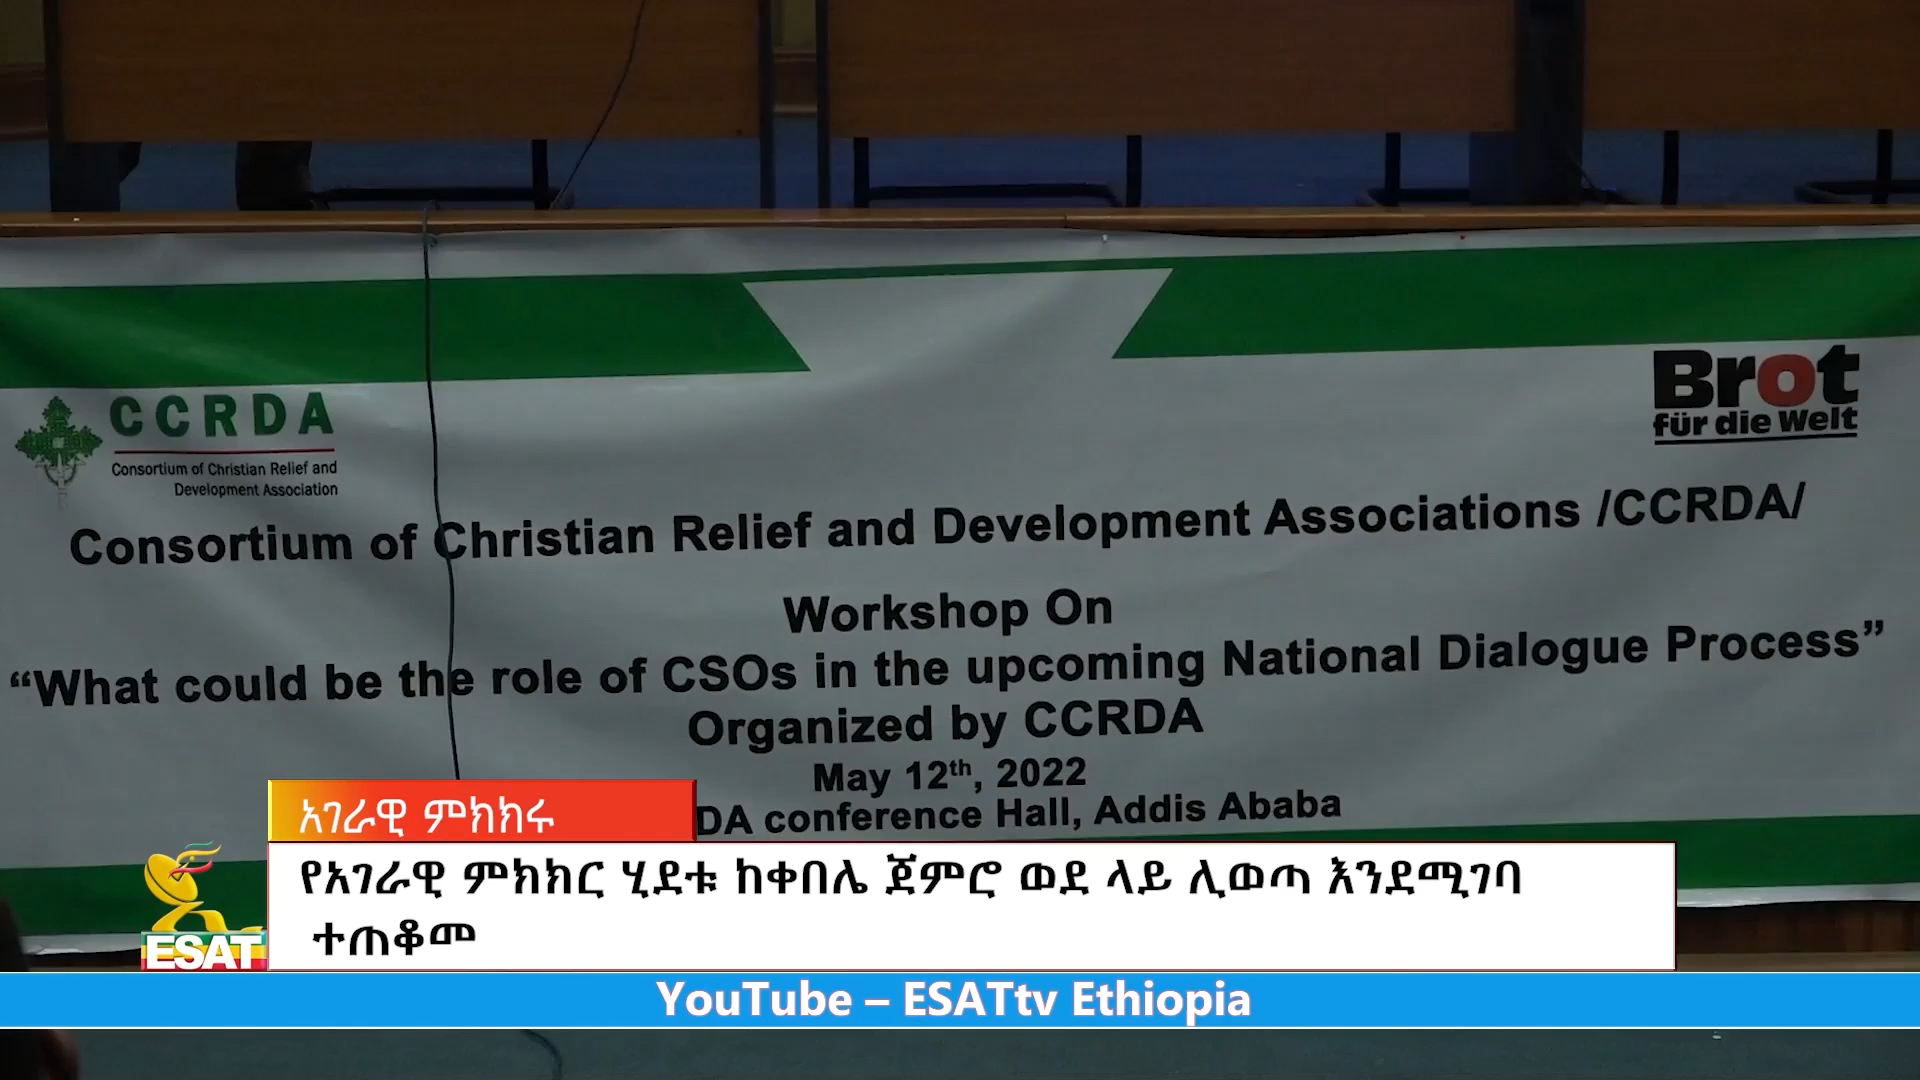 CCRDA
Consortium of Christian Relief and
Development Association
Brot
für die Welt
Consortium of Christian Relief and Development Associations /CCRDA/
Workshop On
“What could be the role of CSOs in the upcoming National Dialogue Process”
Organized by CCRDA
May 12th, 2022
DA conference Hall, Addis Ababa
አገራዊ ምክክሩ
የአገራዊ ምክክር ሂደቱ ከቀበሌ ጀምሮ ወደ ላይ ሊወጣ እንደሚገባ
ተጠቆመ
ESAT
YouTube – ESATtv Ethiopia